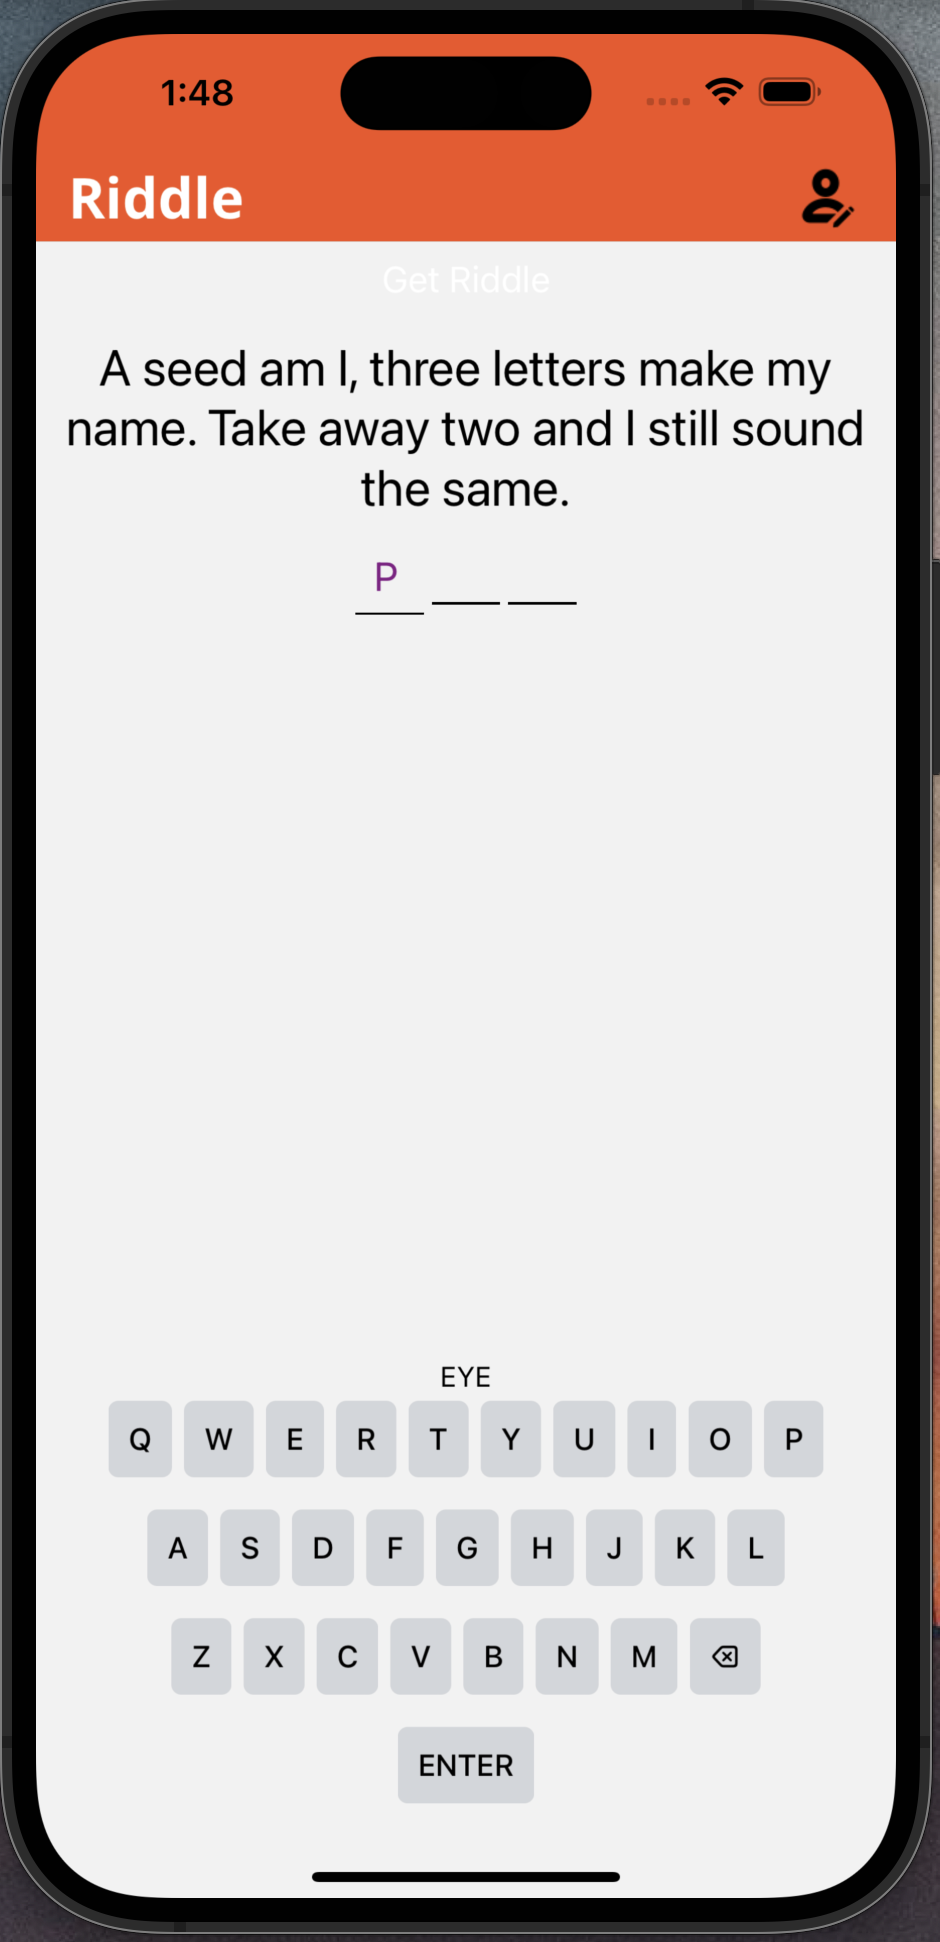 1:48
Riddle
Get Riddle
A seed am I, three letters make my
name. Take away two and I still sound
the same.
P
EYE
Q W E R T Y U I O P
A S D F G H J K L
Z X C V B N M
ENTER